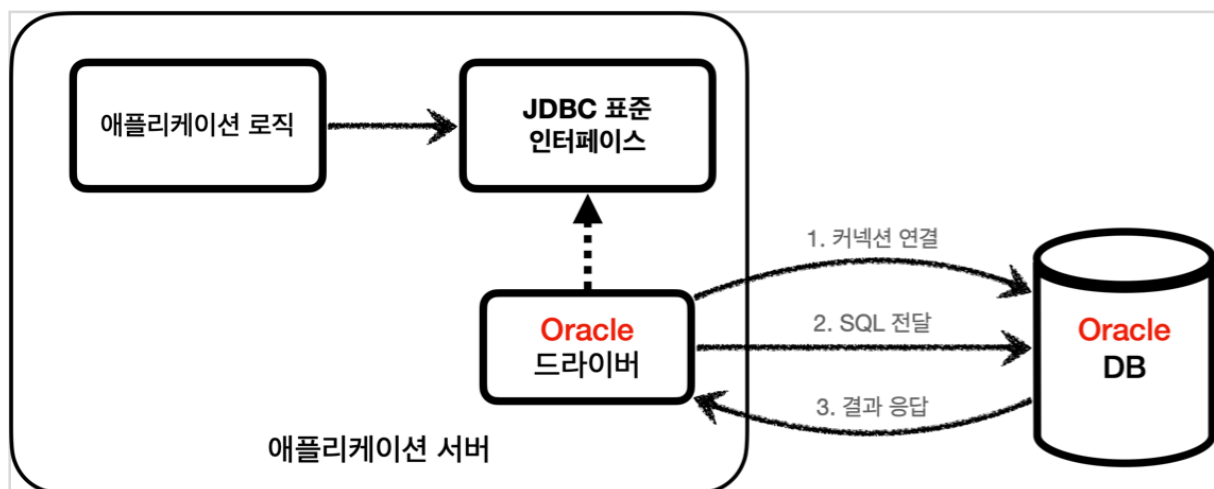 애플리케이션 로직
JDBC 표준
인터페이스
1. 커넥션 연결
Oracle
드라이버
2. SQL 전달
Oracle
DB
3. 결과 응답
애플리케이션 서버